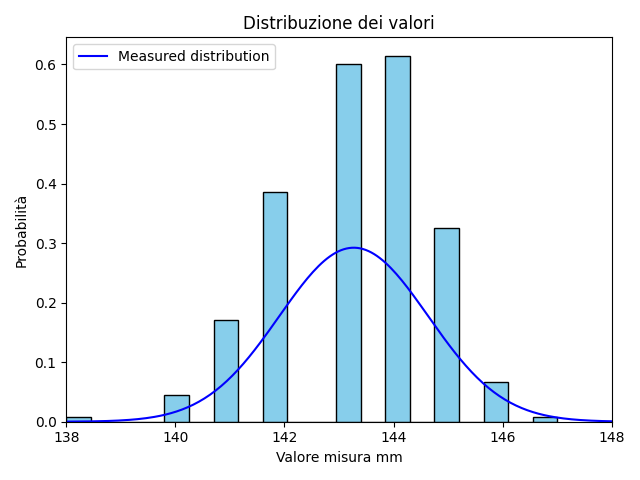 Distribuzione dei valori
Measured distribution
Probabilità
0.6
0.5
0.4
0.3
0.2
0.1
0.0
138 140 142 144 146 148
Valore misura mm